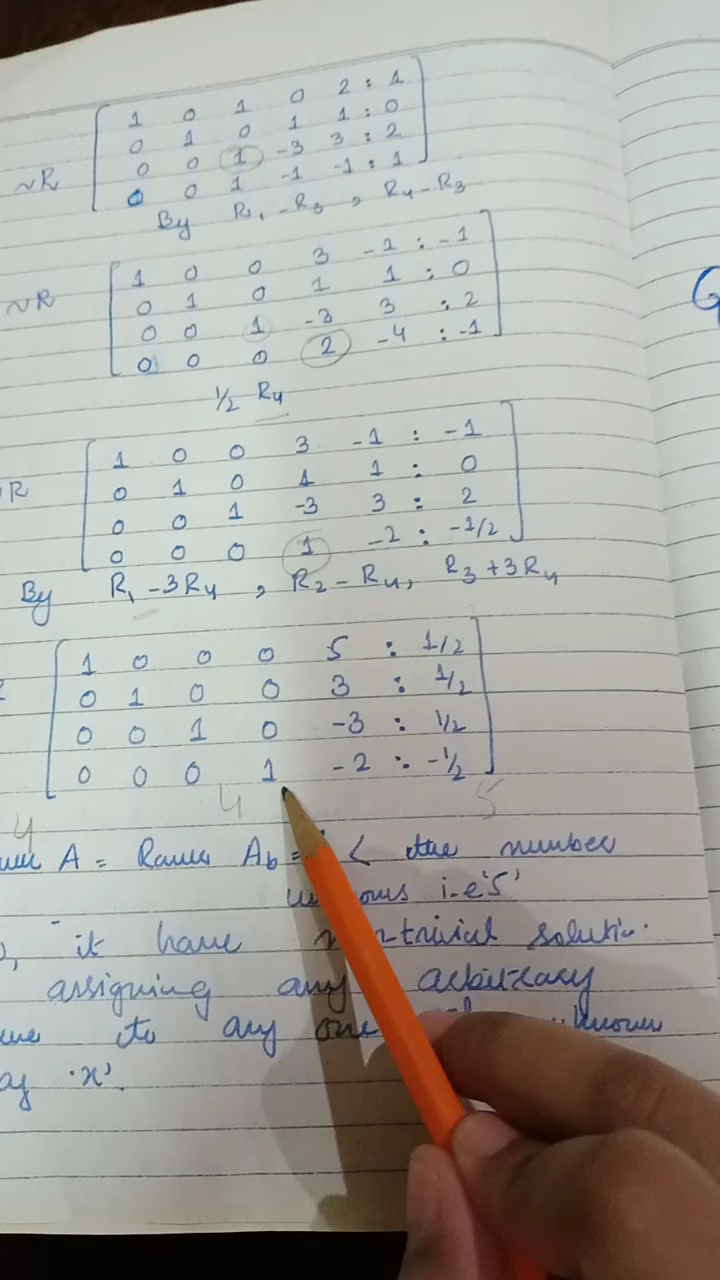 1 0 1 0 2 : 1
0 1 0 1 1 : 0
~R 0 0 1 -3 3 : 2
0 0 1 -1 -1 : 1
By R1 - R3 , R4 - R3
1 0 0 3 -1 : -1
~R 0 1 0 1 1 : 0
0 0 1 -3 3 : 2
0 0 0 2 -4 : -1
1/2 R4
1 0 0 3 -1 : -1
R 0 1 0 1 1 : 0
0 0 1 -3 3 : 2
0 0 0 1 -2 : -1/2
By R1 - 3R4 , R2 - R4, R3 + 3R4
1 0 0 0 5 : 1/2
0 1 0 0 3 : 1/2
0 0 1 0 -3 : 1/2
0 0 0 1 -2 : -1/2
4 4 5
A = Rank Ab = < the number
i.e '5'
it have solutio.
assigning any arbitrary
to any one
'x'.